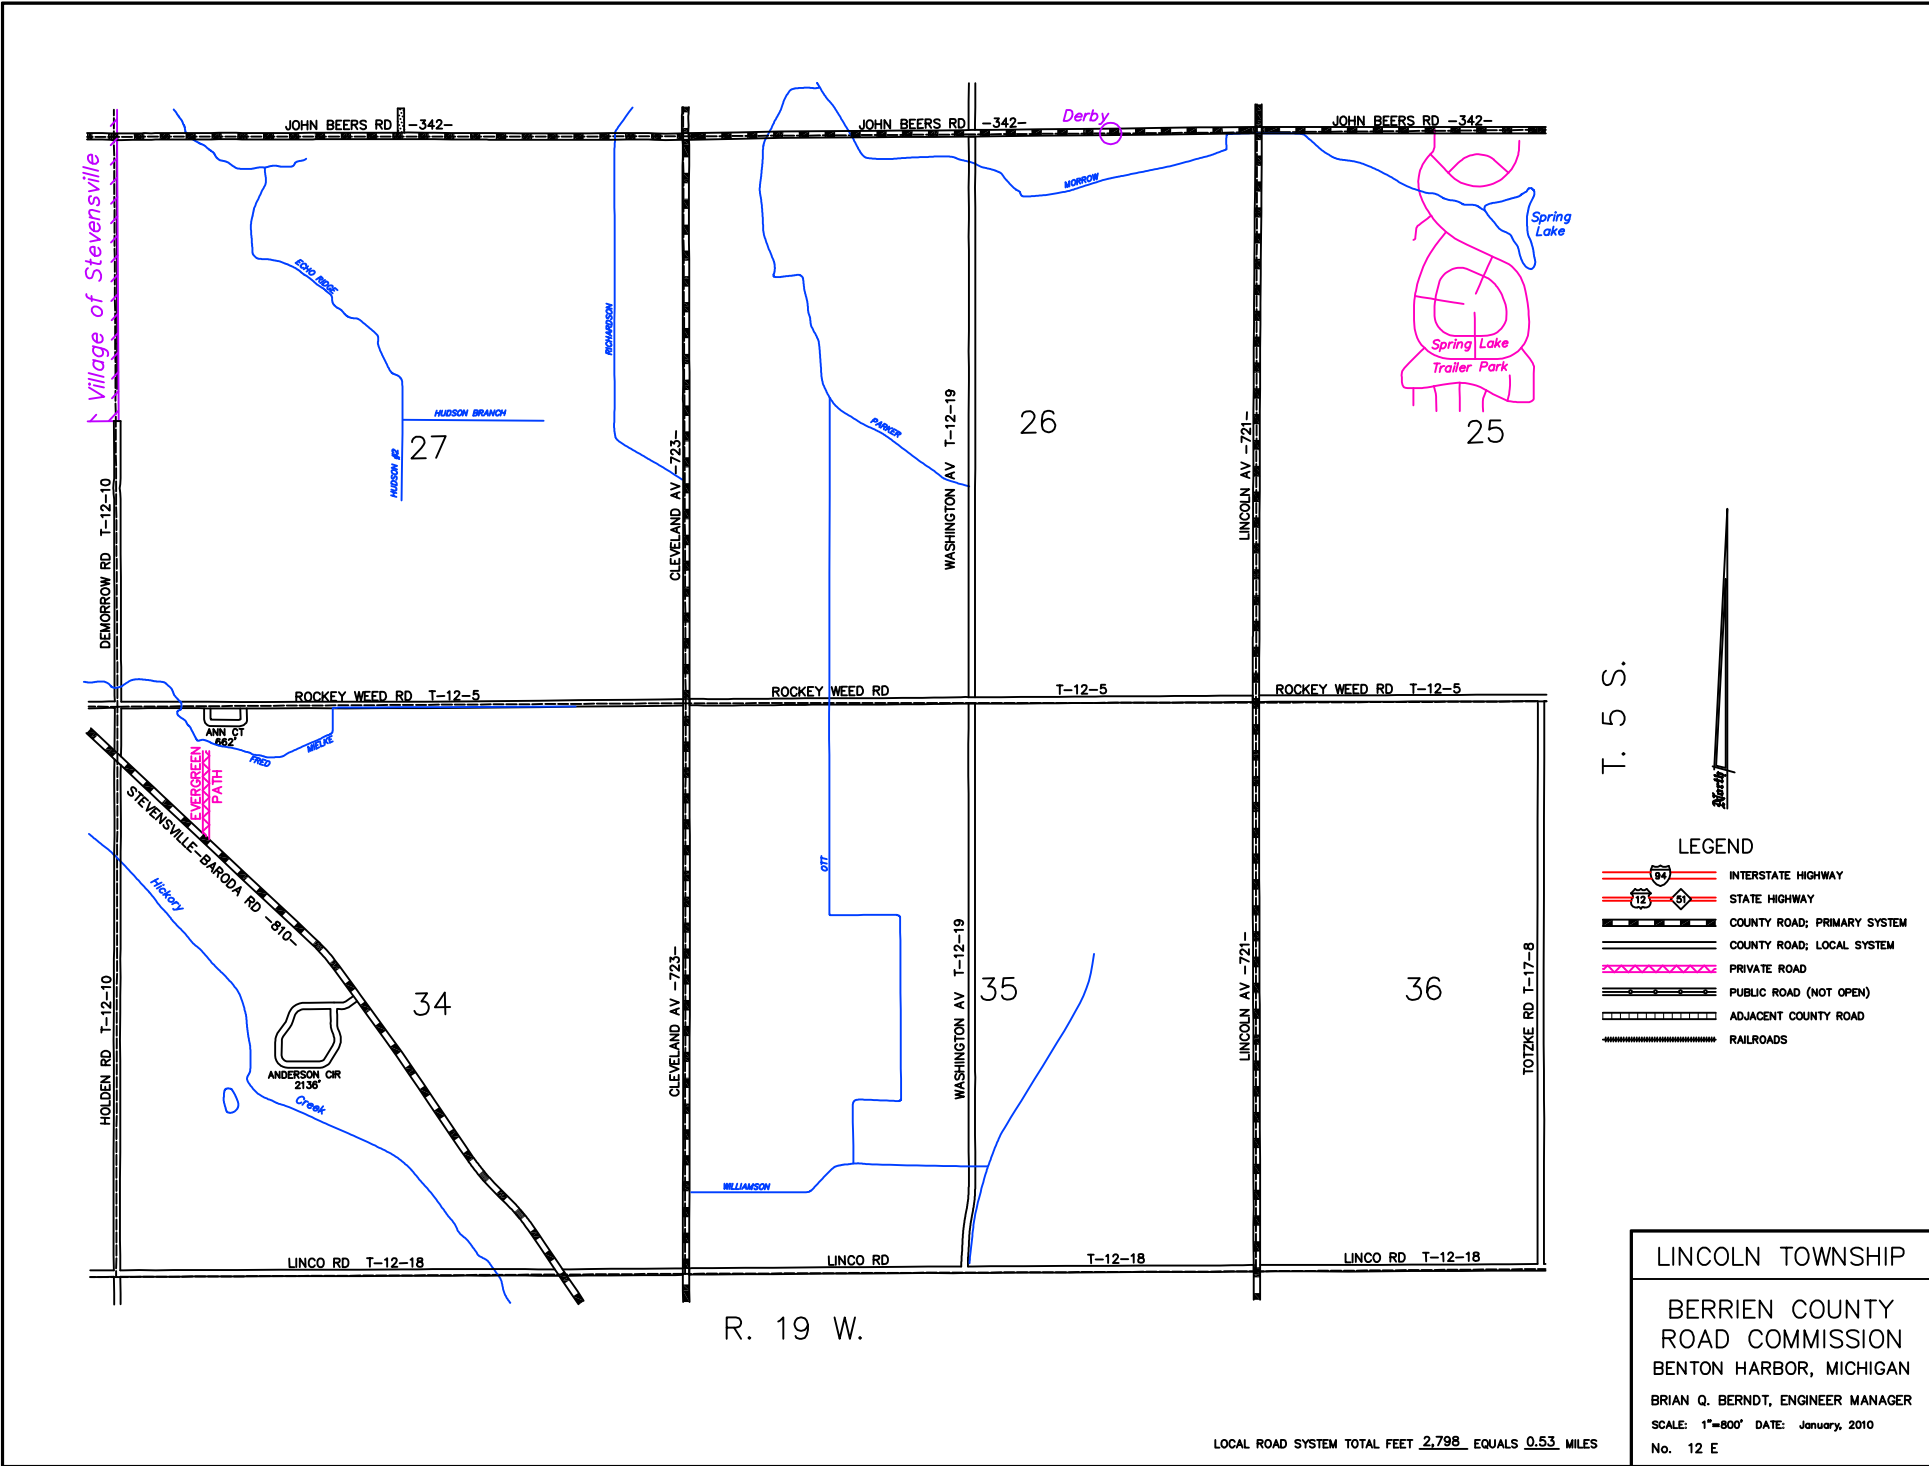 JOHN BEERS RD -342-
JOHN BEERS RD -342-
Derby
JOHN BEERS RD -342-
Village of Stevensville
MORROW
Spring
Lake
ECHO RIDGE
RICHARDSON
Spring Lake
Trailer Park
HUDSON BRANCH
HUDSON #2
PARKER
27
26
25
DEMORROW RD T-12-10
CLEVELAND AV -723-
WASHINGTON AV T-12-19
LINCOLN AV -721-
ROCKEY WEED RD T-12-5
ROCKEY WEED RD T-12-5
ROCKEY WEED RD T-12-5
T. 5 S.
North
ANN CT
662'
FRED MIELKE
EVERGREEN
PATH
STEVENSVILLE-BARODA RD -810-
Hickory
Creek
OTT
HOLDEN RD T-12-10
ANDERSON CIR
2136'
34
CLEVELAND AV -723-
WASHINGTON AV T-12-19
35
LINCOLN AV -721-
36
TOTZKE RD T-17-8
WILLIAMSON
LINCO RD T-12-18
LINCO RD T-12-18
LINCO RD T-12-18
R. 19 W.
LEGEND
94 INTERSTATE HIGHWAY
12 51 STATE HIGHWAY
COUNTY ROAD; PRIMARY SYSTEM
COUNTY ROAD; LOCAL SYSTEM
PRIVATE ROAD
PUBLIC ROAD (NOT OPEN)
ADJACENT COUNTY ROAD
RAILROADS
LINCOLN TOWNSHIP
BERRIEN COUNTY
ROAD COMMISSION
BENTON HARBOR, MICHIGAN
BRIAN Q. BERNDT, ENGINEER MANAGER
SCALE: 1"=800' DATE: January, 2010
No. 12 E
LOCAL ROAD SYSTEM TOTAL FEET 2,798 EQUALS 0.53 MILES